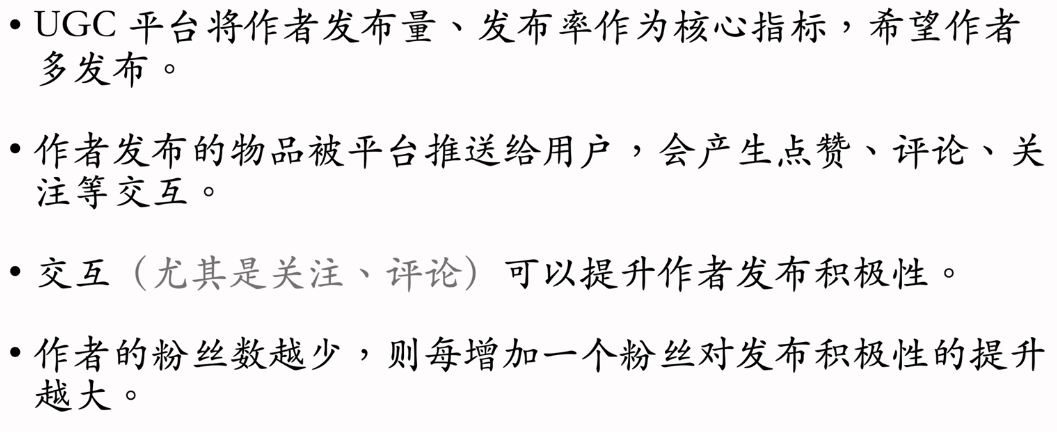 • UGC 平台将作者发布量、发布率作为核心指标，希望作者
多发布。
• 作者发布的物品被平台推送给用户，会产生点赞、评论、关
注等交互。
• 交互（尤其是关注、评论）可以提升作者发布积极性。
• 作者的粉丝数越少，则每增加一个粉丝对发布积极性的提升
越大。